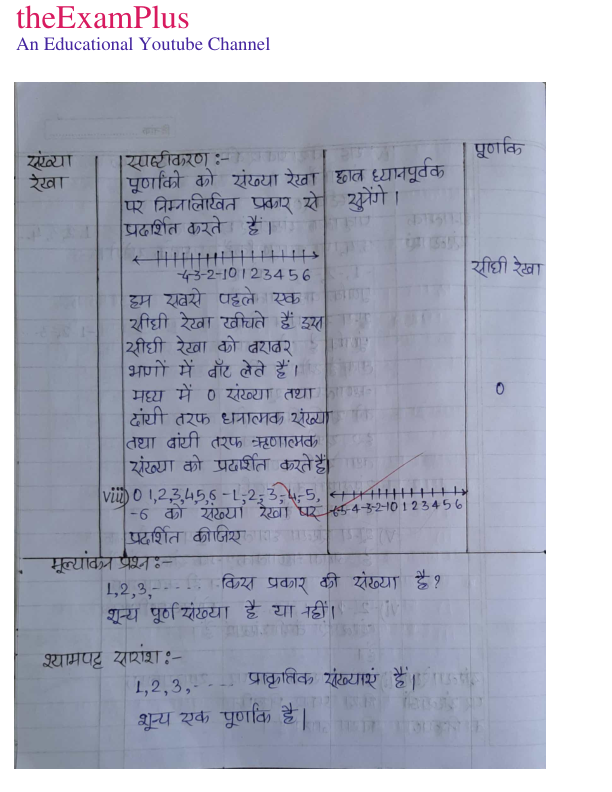 theExamPlus
An Educational Youtube Channel
संख्या रेखा
स्पष्टीकरण :-
पूर्णांको को संख्या रेखा
पर निम्नलिखित प्रकार से
प्रदर्शित करते हैं।
-4-3-2-10 1 2 3 4 5 6
हम सबसे पहले एक
सीधी रेखा खीचते हैं इस
सीधी रेखा को बराबर
भागों में बाँट लेते हैं।
मध्य में 0 संख्या तथा
दांयी तरफ धनात्मक संख्या
तथा बांयी तरफ ऋणात्मक
संख्या को प्रदर्शित करते हैं।
viii) 0 1,2,3,4,5,6 -1,-2,-3,-4,-5,
-6 को संख्या रेखा पर
प्रदर्शित कीजिए
छात्र ध्यानपूर्वक
सुनेंगे।
-6-5-4-3-2-10 1 2 3 4 5 6
पूर्णांक
सीधी रेखा
0
मूल्यांकन प्रश्न :-
1,2,3,------ किस प्रकार की संख्या है?
शून्य पूर्ण संख्या है या नहीं।
श्यामपट्ट सारांश :-
1,2,3,----- प्राकृतिक संख्याएं हैं।
शून्य एक पूर्णांक है।